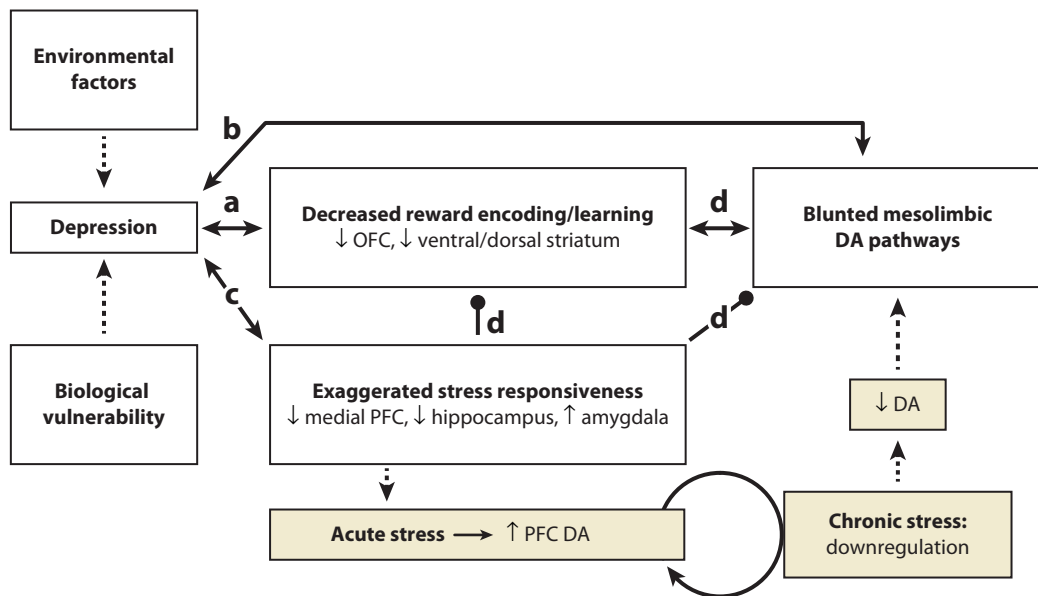 Environmental
factors
b
Depression
a
Decreased reward encoding/learning
↓ OFC, ↓ ventral/dorsal striatum
d
Blunted mesolimbic
DA pathways
c
d
d
Biological
vulnerability
Exaggerated stress responsiveness
↓ medial PFC, ↓ hippocampus, ↑ amygdala
↓ DA
Acute stress → ↑ PFC DA
Chronic stress:
downregulation